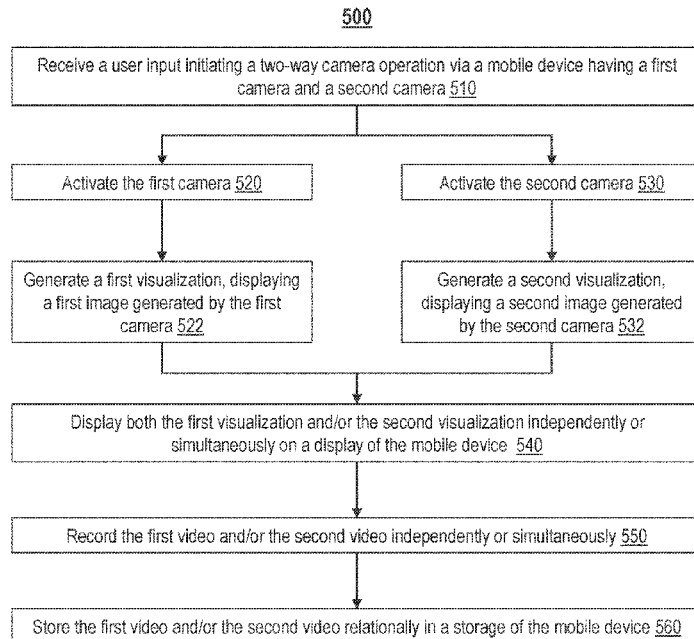 500
Receive a user input initiating a two-way camera operation via a mobile device having a first
camera and a second camera 510
Activate the first camera 520
Activate the second camera 530
Generate a first visualization, displaying
a first image generated by the first
camera 522
Generate a second visualization,
displaying a second image generated
by the second camera 532
Display both the first visualization and/or the second visualization independently or
simultaneously on a display of the mobile device 540
Record the first video and/or the second video independently or simultaneously 550
Store the first video and/or the second video relationally in a storage of the mobile device 560